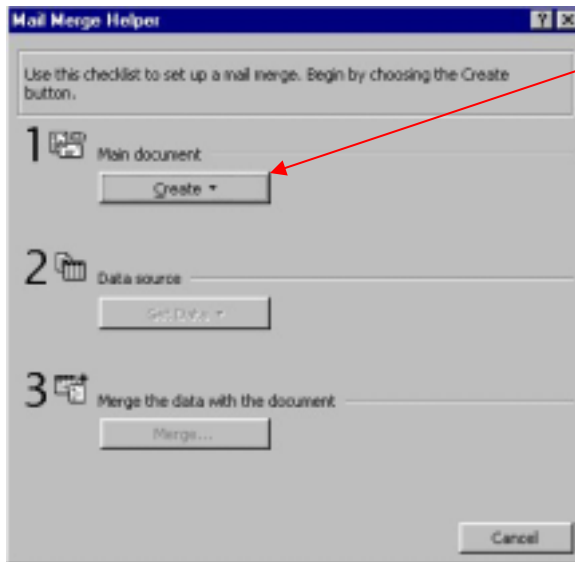 Mail Merge Helper
Use this checklist to set up a mail merge. Begin by choosing the Create
button.
1 Main document
Create
2 Data source
Get Data
3 Merge the data with the document
Merge...
Cancel